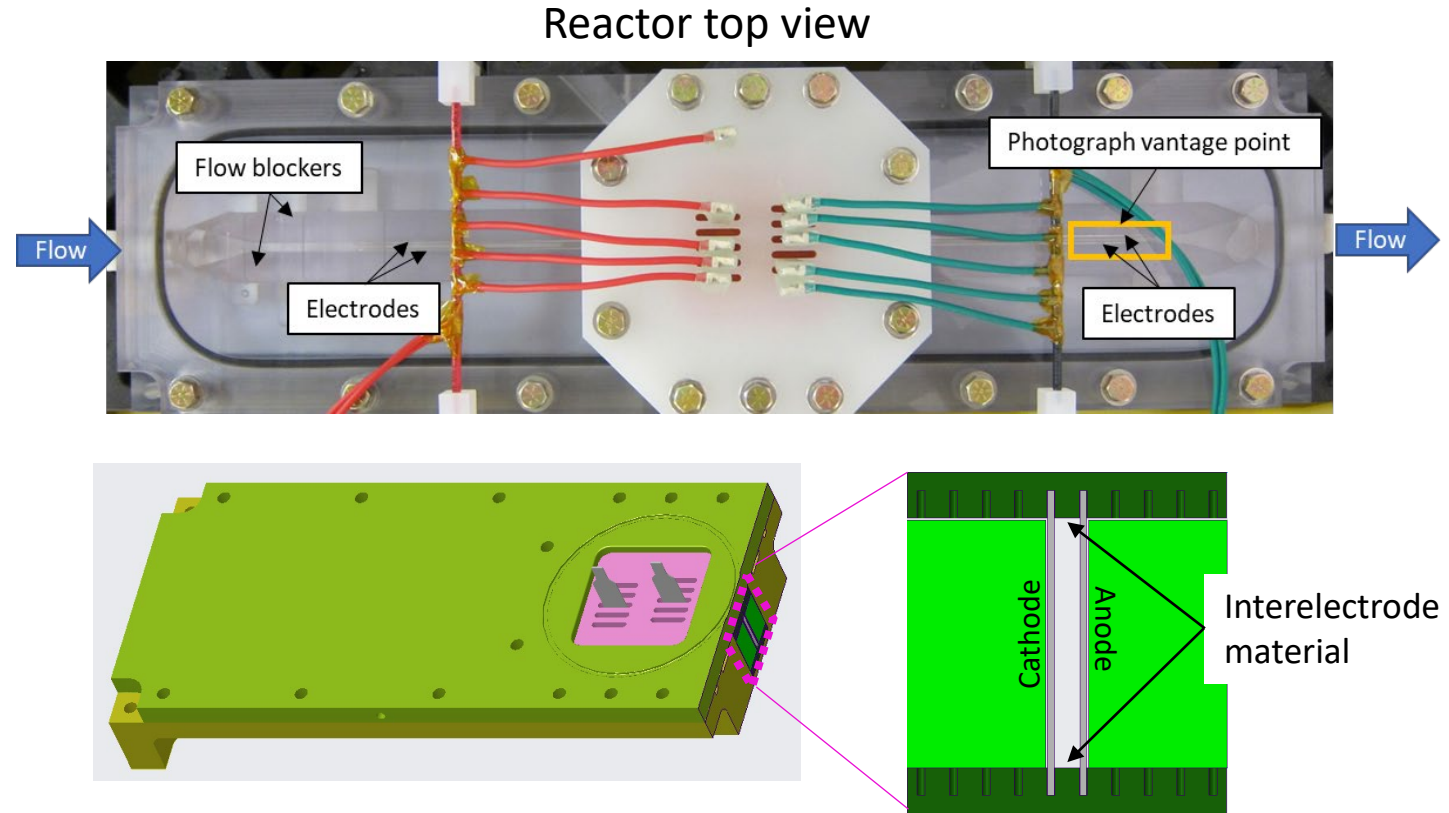 Reactor top view
Photograph vantage point
Flow blockers
Flow
Flow
Electrodes
Electrodes
Cathode
Anode
Interelectrode
material